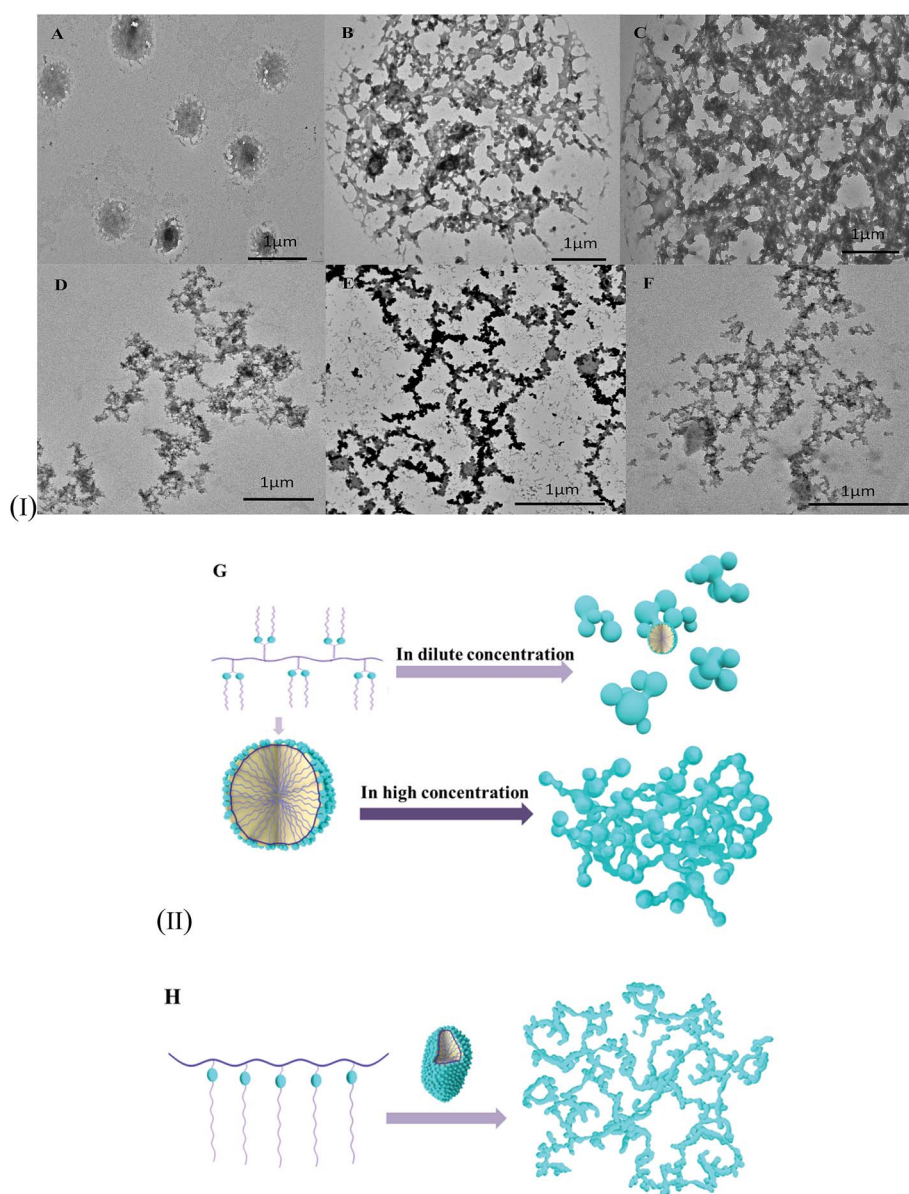 A
B
C
1μm
1μm
1μm
D
E
F
1μm
1μm
1μm
(I)
G
In dilute concentration
In high concentration
(II)
H